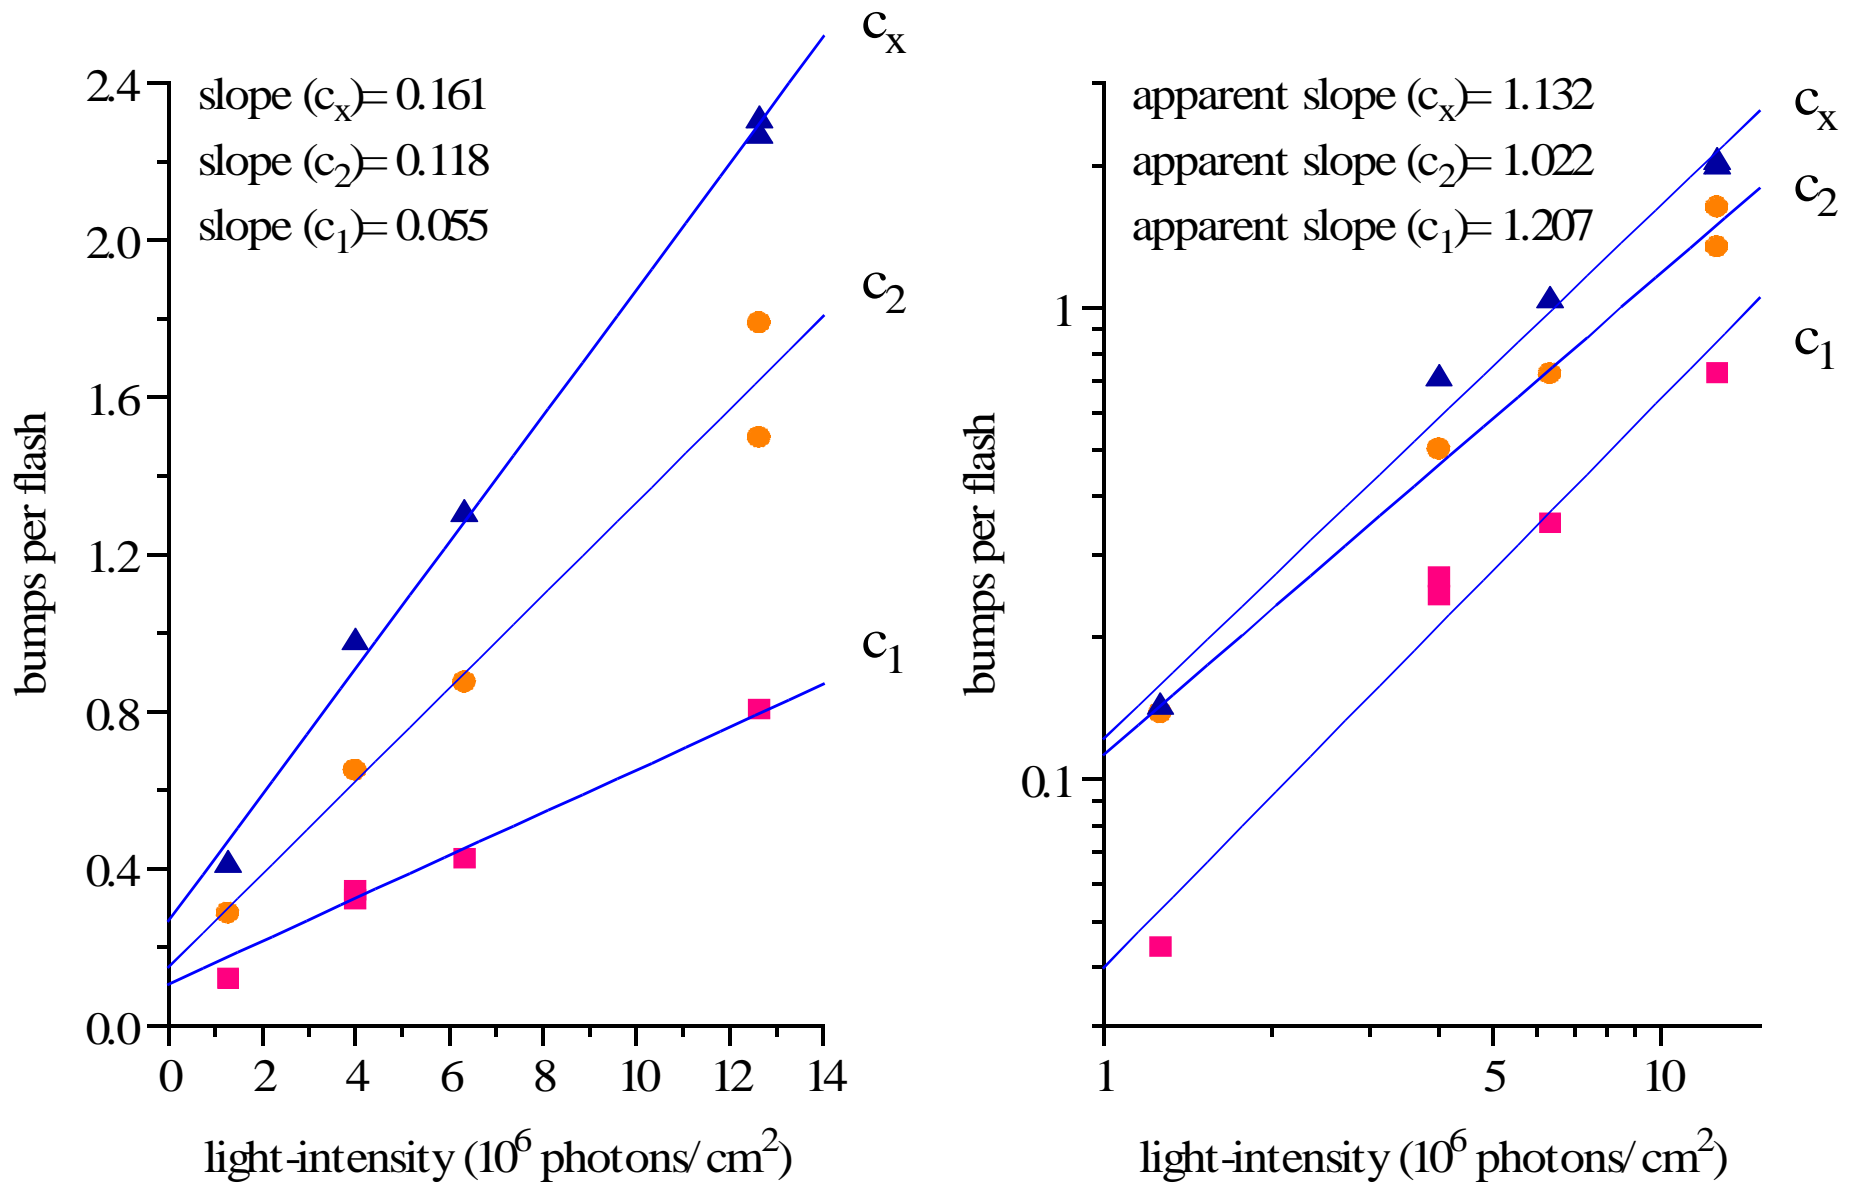 cx
2.4
slope (cx)= 0.161
slope (c2)= 0.118
slope (c1)= 0.055
2.0
c2
1.6
1.2
c1
0.8
0.4
0.0
bumps per flash
0 2 4 6 8 10 12 14
light-intensity (10^6 photons/cm^2)
apparent slope (cx)= 1.132
apparent slope (c2)= 1.022
apparent slope (c1)= 1.207
cx
c2
c1
1
0.1
bumps per flash
1 5 10
light-intensity (10^6 photons/cm^2)